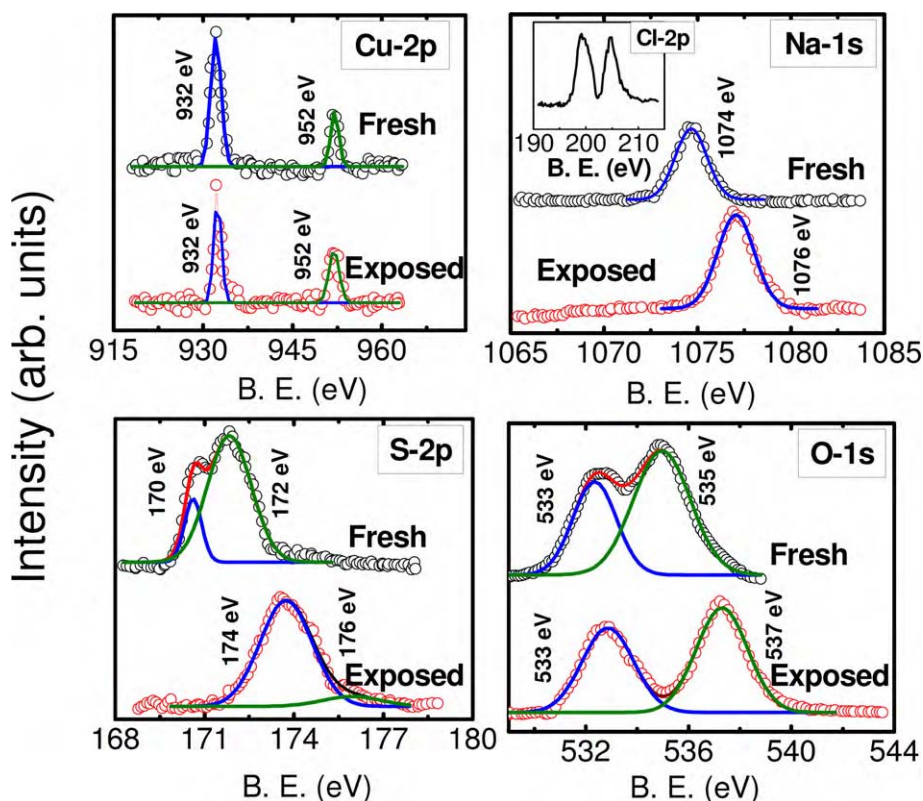 Intensity (arb. units)
Cu-2p
932 eV
952 eV
Fresh
932 eV
952 eV
Exposed
915 930 945 960
B. E. (eV)
Na-1s
Cl-2p
190 200 210
B. E. (eV)
1074 eV
Fresh
Exposed
1076 eV
1065 1070 1075 1080 1085
B. E. (eV)
S-2p
170 eV
172 eV
Fresh
174 eV
176 eV
Exposed
168 171 174 177 180
B. E. (eV)
O-1s
533 eV
535 eV
Fresh
533 eV
537 eV
Exposed
532 536 540 544
B. E. (eV)